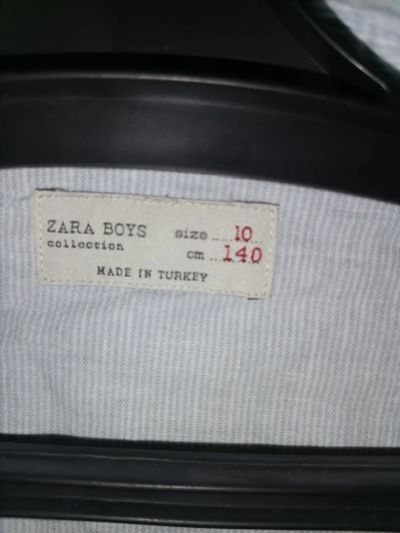 ZARA BOYS size ....10...
collection cm ..140
MADE IN TURKEY